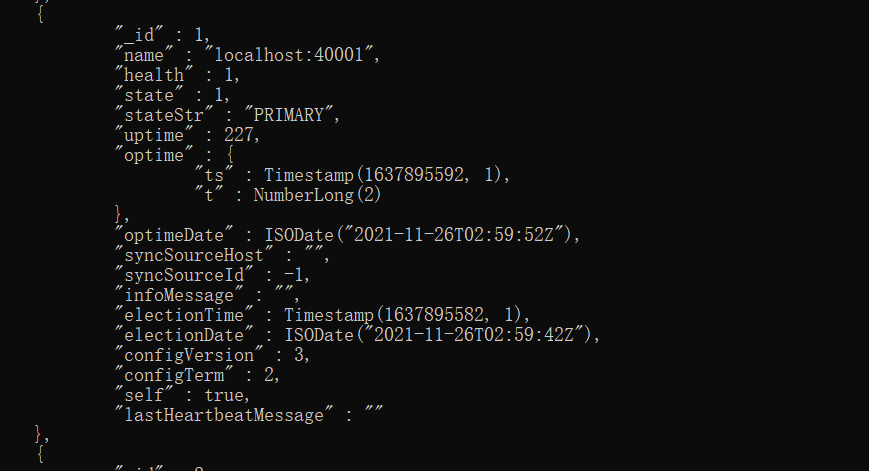 {
"_id" : 1,
"name" : "localhost:40001",
"health" : 1,
"state" : 1,
"stateStr" : "PRIMARY",
"uptime" : 227,
"optime" : {
"ts" : Timestamp(1637895592, 1),
"t" : NumberLong(2)
},
"optimeDate" : ISODate("2021-11-26T02:59:52Z"),
"syncSourceHost" : "",
"syncSourceId" : -1,
"infoMessage" : "",
"electionTime" : Timestamp(1637895582, 1),
"electionDate" : ISODate("2021-11-26T02:59:42Z"),
"configVersion" : 3,
"configTerm" : 2,
"self" : true,
"lastHeartbeatMessage" : ""
},
{